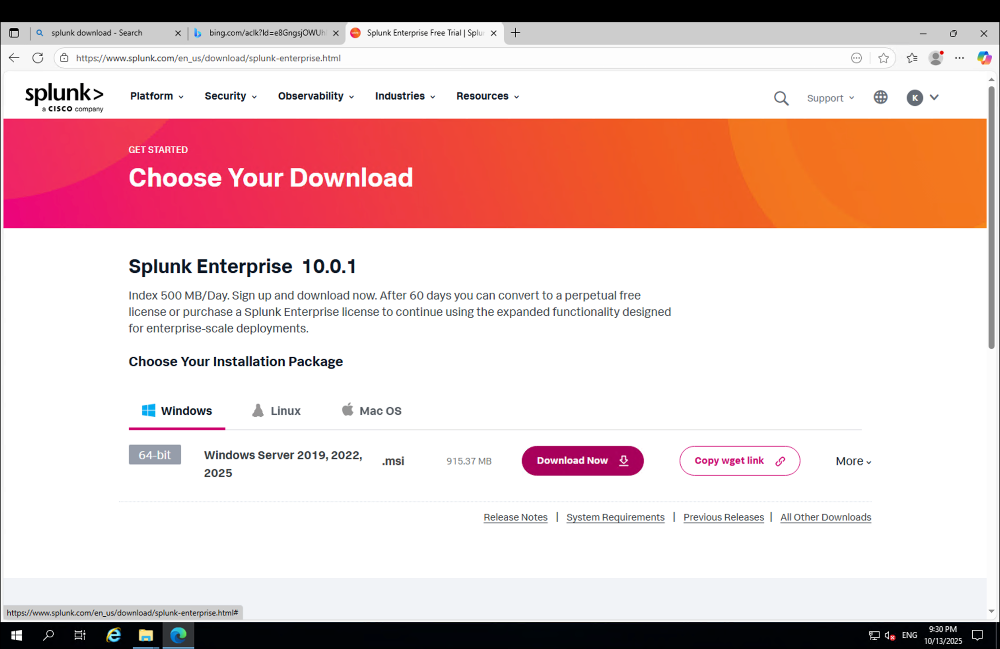 splunk download - Search
bing.com/aclk?ld=e8GngsjOWUh
Splunk Enterprise Free Trial | Splu
https://www.splunk.com/en_us/download/splunk-enterprise.html
splunk>
a CISCO company
Platform
Security
Observability
Industries
Resources
Support
K
GET STARTED
Choose Your Download
Splunk Enterprise 10.0.1
Index 500 MB/Day. Sign up and download now. After 60 days you can convert to a perpetual free
license or purchase a Splunk Enterprise license to continue using the expanded functionality designed
for enterprise-scale deployments.
Choose Your Installation Package
Windows
Linux
Mac OS
64-bit
Windows Server 2019, 2022,
2025
.msi
915.37 MB
Download Now
Copy wget link
More
Release Notes | System Requirements | Previous Releases | All Other Downloads
https://www.splunk.com/en_us/download/splunk-enterprise.html#
ENG
9:30 PM
10/13/2025